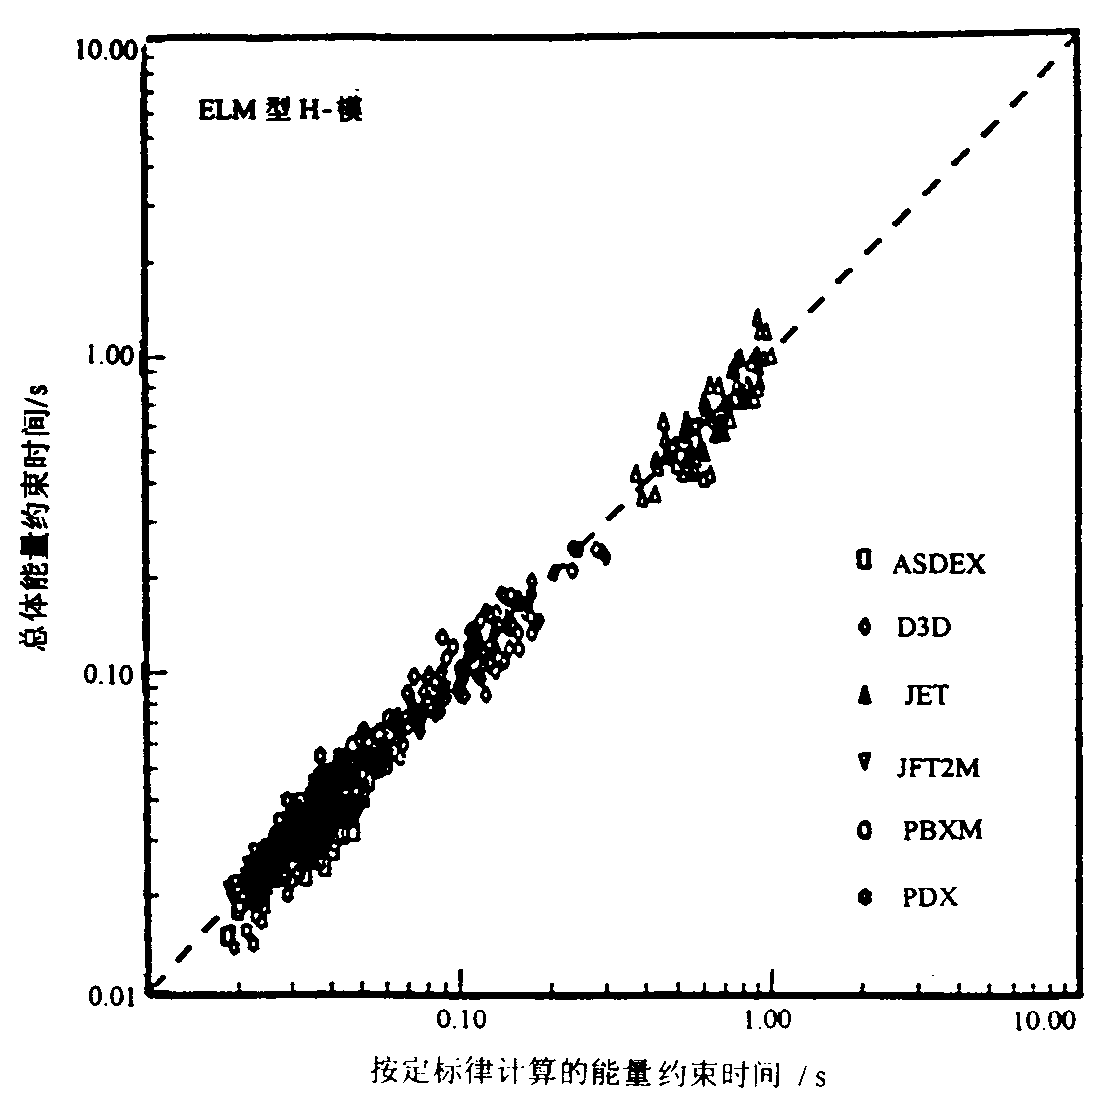 10.00
ELM 型 H-模
1.00
总体能量约束时间/s
ASDEX
D3D
0.10
JET
JFT2M
PBXM
PDX
0.01
0.10
1.00
10.00
按定标律计算的能量约束时间 /s